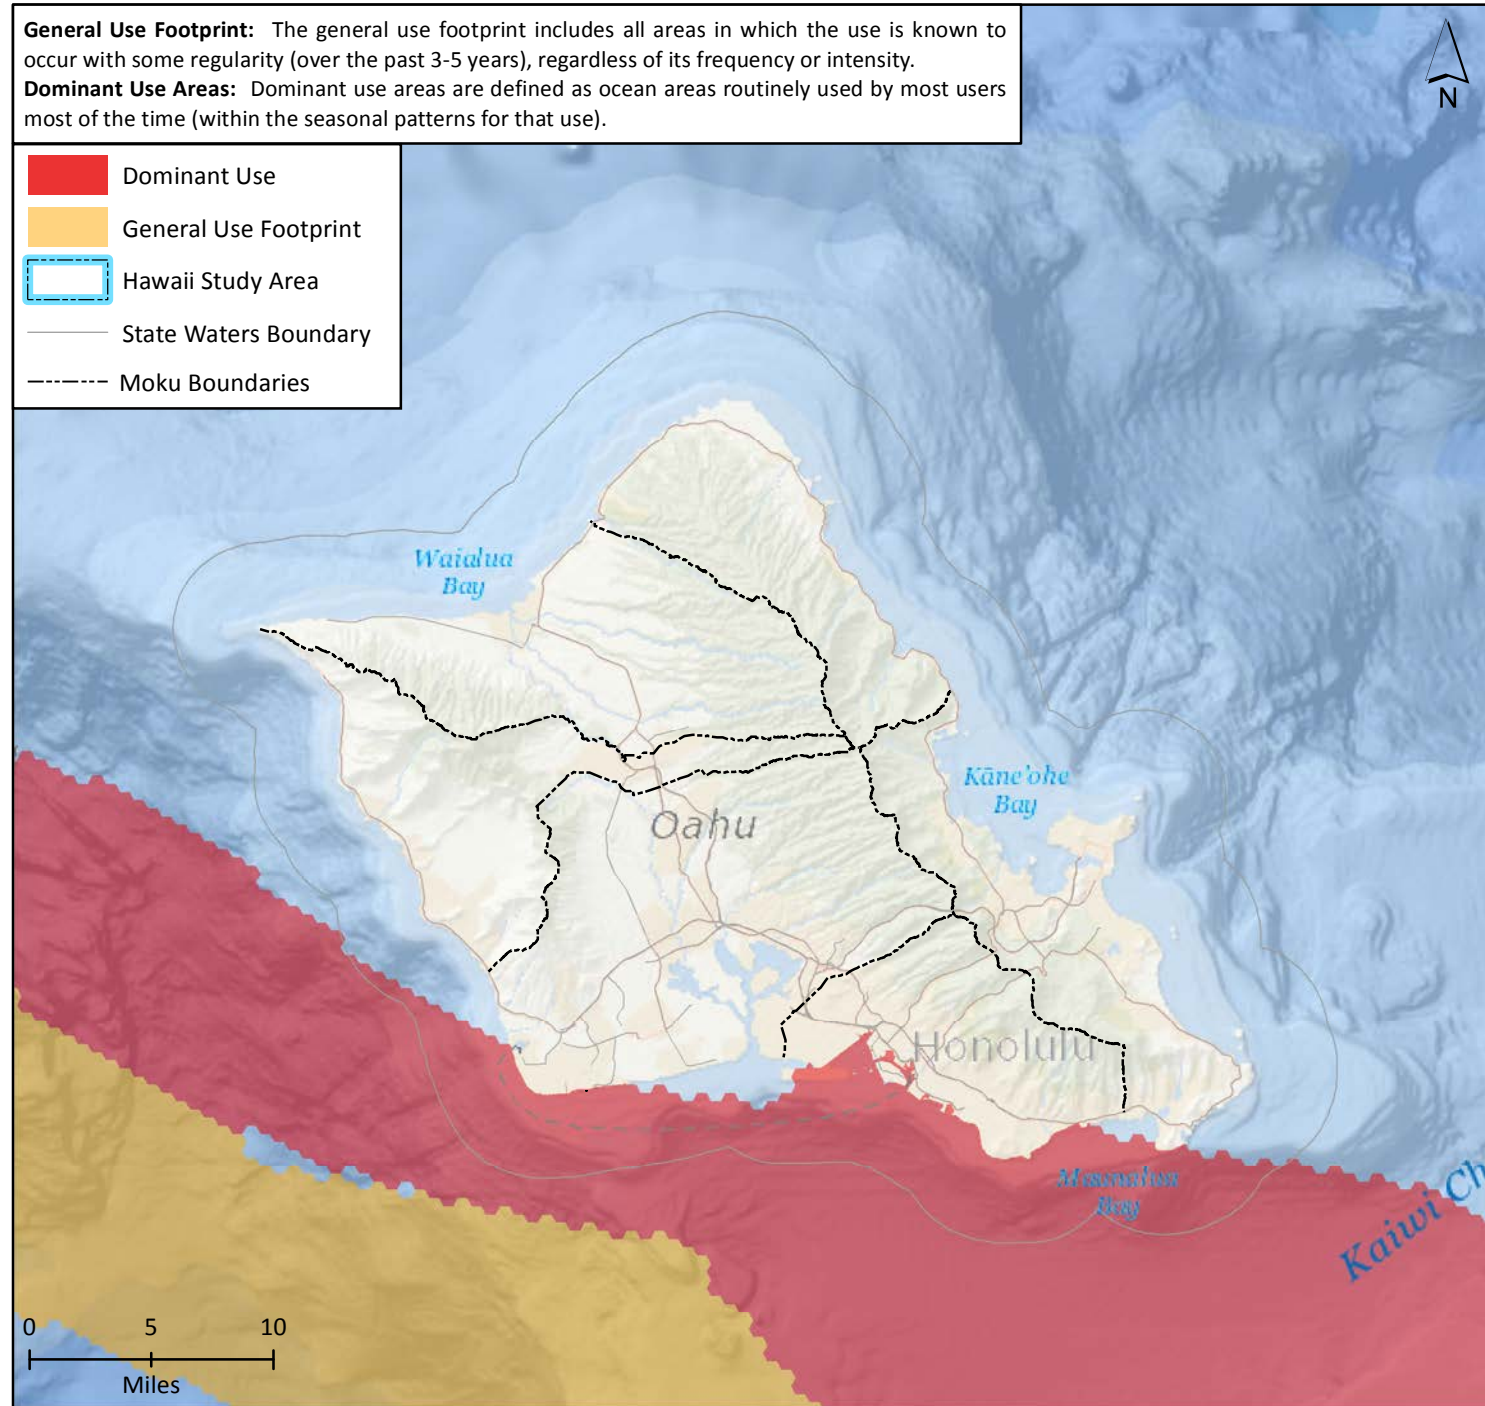 General Use Footprint: The general use footprint includes all areas in which the use is known to
occur with some regularity (over the past 3-5 years), regardless of its frequency or intensity.
Dominant Use Areas: Dominant use areas are defined as ocean areas routinely used by most users
most of the time (within the seasonal patterns for that use).
N
Dominant Use
General Use Footprint
Hawaii Study Area
State Waters Boundary
Moku Boundaries
Waialua
Bay
Kāne'ohe
Bay
Oahu
Honolulu
Maunalua
Bay
Kaiwi Ch
0 5 10
Miles